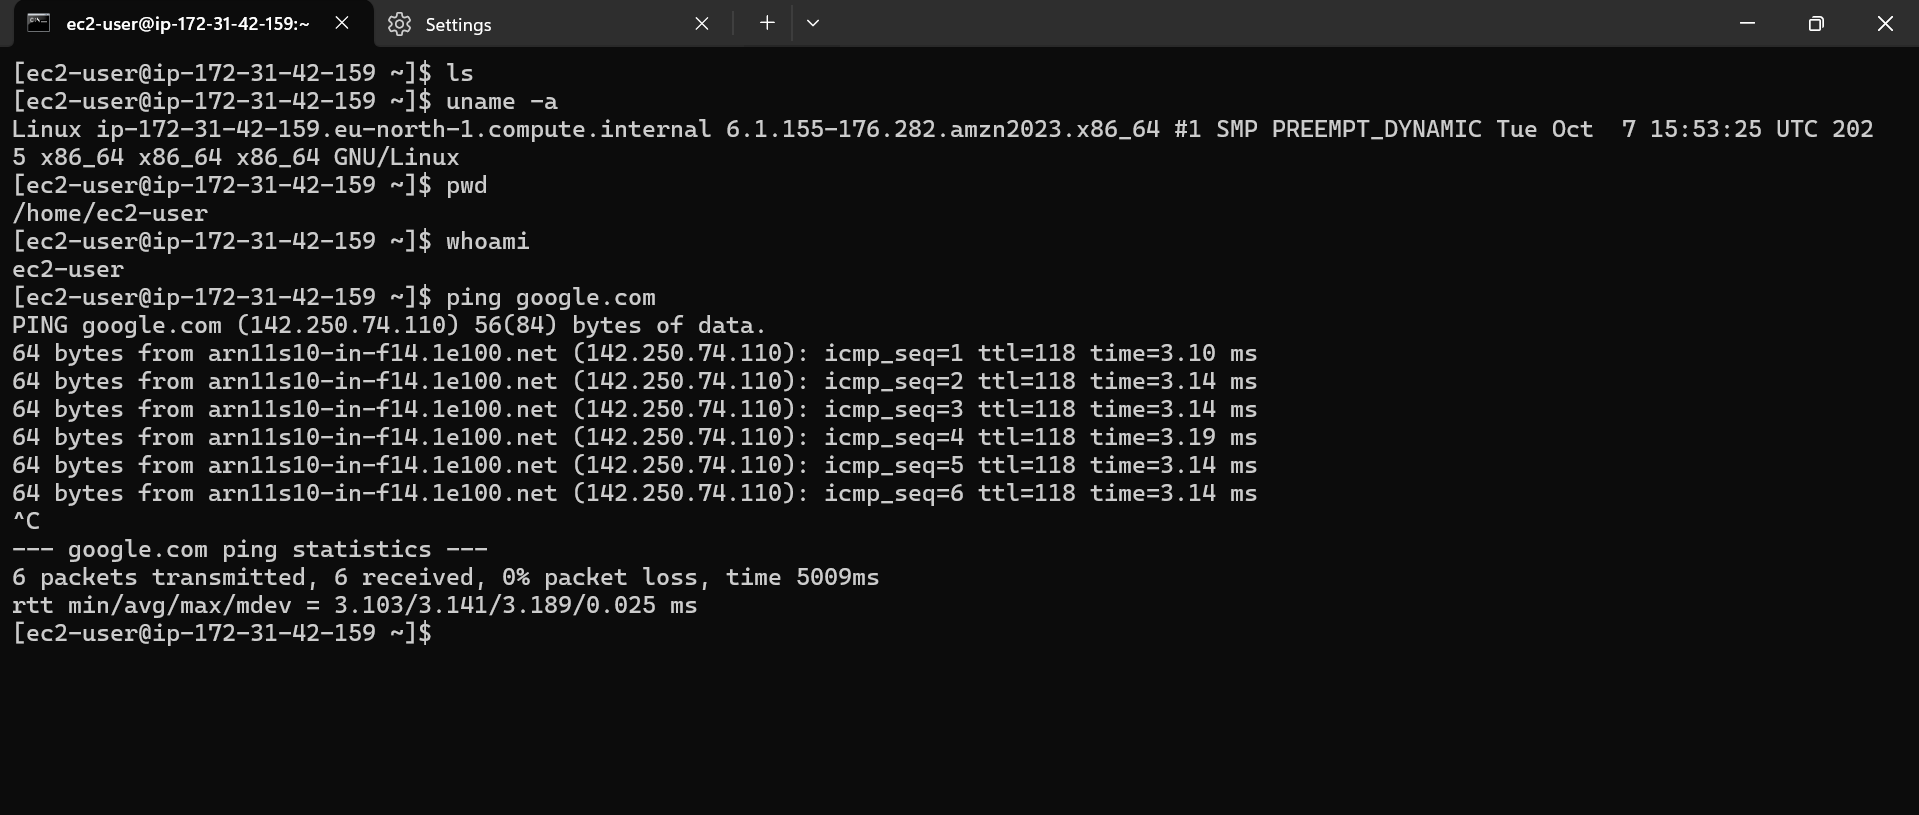 ec2-user@ip-172-31-42-159:~
Settings
[ec2-user@ip-172-31-42-159 ~]$ ls
[ec2-user@ip-172-31-42-159 ~]$ uname -a
Linux ip-172-31-42-159.eu-north-1.compute.internal 6.1.155-176.282.amzn2023.x86_64 #1 SMP PREEMPT_DYNAMIC Tue Oct  7 15:53:25 UTC 202
5 x86_64 x86_64 x86_64 GNU/Linux
[ec2-user@ip-172-31-42-159 ~]$ pwd
/home/ec2-user
[ec2-user@ip-172-31-42-159 ~]$ whoami
ec2-user
[ec2-user@ip-172-31-42-159 ~]$ ping google.com
PING google.com (142.250.74.110) 56(84) bytes of data.
64 bytes from arn11s10-in-f14.1e100.net (142.250.74.110): icmp_seq=1 ttl=118 time=3.10 ms
64 bytes from arn11s10-in-f14.1e100.net (142.250.74.110): icmp_seq=2 ttl=118 time=3.14 ms
64 bytes from arn11s10-in-f14.1e100.net (142.250.74.110): icmp_seq=3 ttl=118 time=3.14 ms
64 bytes from arn11s10-in-f14.1e100.net (142.250.74.110): icmp_seq=4 ttl=118 time=3.19 ms
64 bytes from arn11s10-in-f14.1e100.net (142.250.74.110): icmp_seq=5 ttl=118 time=3.14 ms
64 bytes from arn11s10-in-f14.1e100.net (142.250.74.110): icmp_seq=6 ttl=118 time=3.14 ms
^C
--- google.com ping statistics ---
6 packets transmitted, 6 received, 0% packet loss, time 5009ms
rtt min/avg/max/mdev = 3.103/3.141/3.189/0.025 ms
[ec2-user@ip-172-31-42-159 ~]$